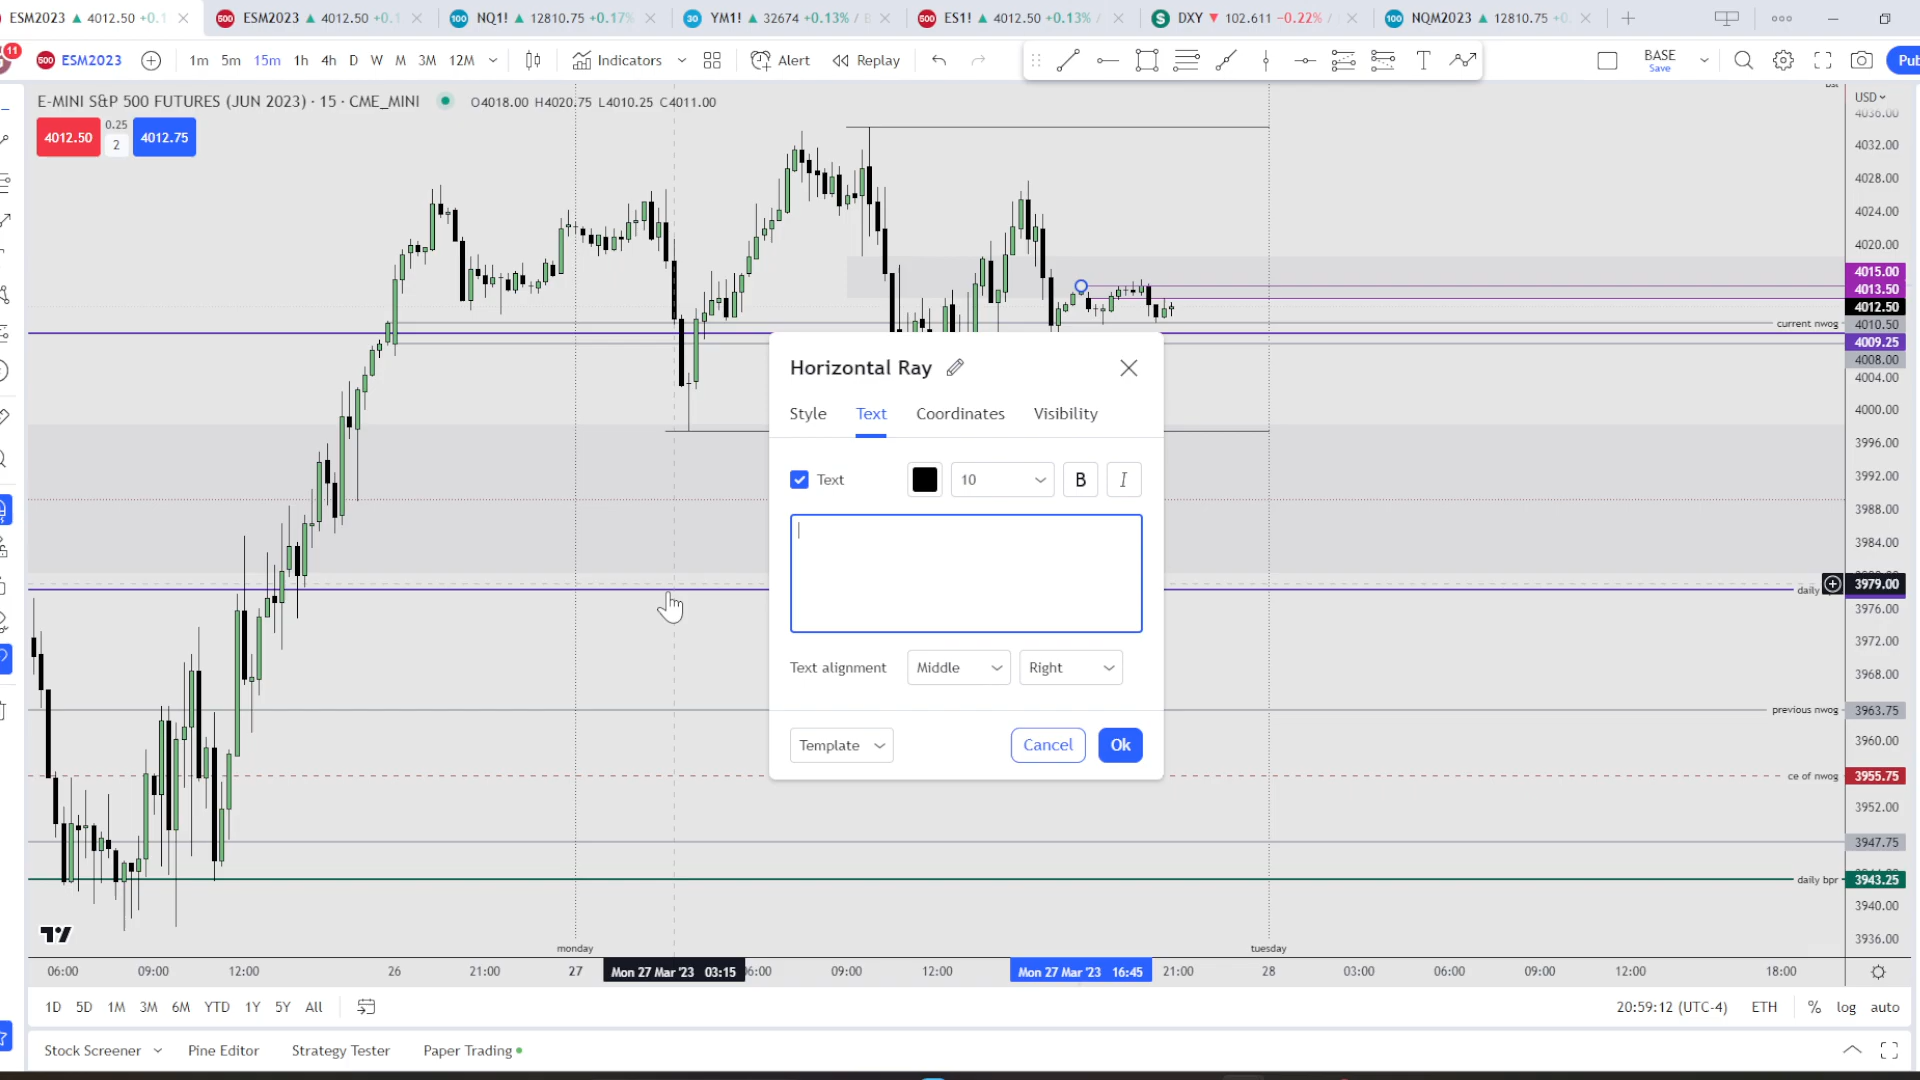 ESM2023 ▲ 4012.50 +0.1
ESM2023 ▲ 4012.50 +0.1
NQ1! ▲ 12810.75 +0.17%
YM1! ▲ 32674 +0.13% /
ES1! ▲ 4012.50 +0.13% /
DXY ▼ 102.611 −0.22% /
NQM2023 ▲ 12810.75 +0
11
ESM2023
1m 5m 15m 1h 4h D W M 3M 12M
Indicators
Alert
Replay
BASE
Save
Pub
E-MINI S&P 500 FUTURES (JUN 2023) · 15 · CME_MINI
O4018.00 H4020.75 L4010.25 C4011.00
USD
4036.00
4012.50
0.25
2
4012.75
4032.00
4028.00
4024.00
4020.00
4015.00
4013.50
4012.50
current nwog
4010.50
4009.25
4008.00
4004.00
4000.00
3996.00
3992.00
3988.00
3984.00
3979.00
daily
3976.00
3972.00
3968.00
previous nwog
3963.75
3960.00
ce of nwog
3955.75
3952.00
3947.75
daily bpr
3943.25
3940.00
3936.00
Horizontal Ray
Style Text Coordinates Visibility
Text
10
B
I
Text alignment
Middle
Right
Template
Cancel
Ok
monday
tuesday
06:00 09:00 12:00 26 21:00 27 Mon 27 Mar '23 03:15 06:00 09:00 12:00 Mon 27 Mar '23 16:45 21:00 28 03:00 06:00 09:00 12:00 18:00
1D 5D 1M 3M 6M YTD 1Y 5Y All
20:59:12 (UTC-4) ETH % log auto
Stock Screener
Pine Editor
Strategy Tester
Paper Trading